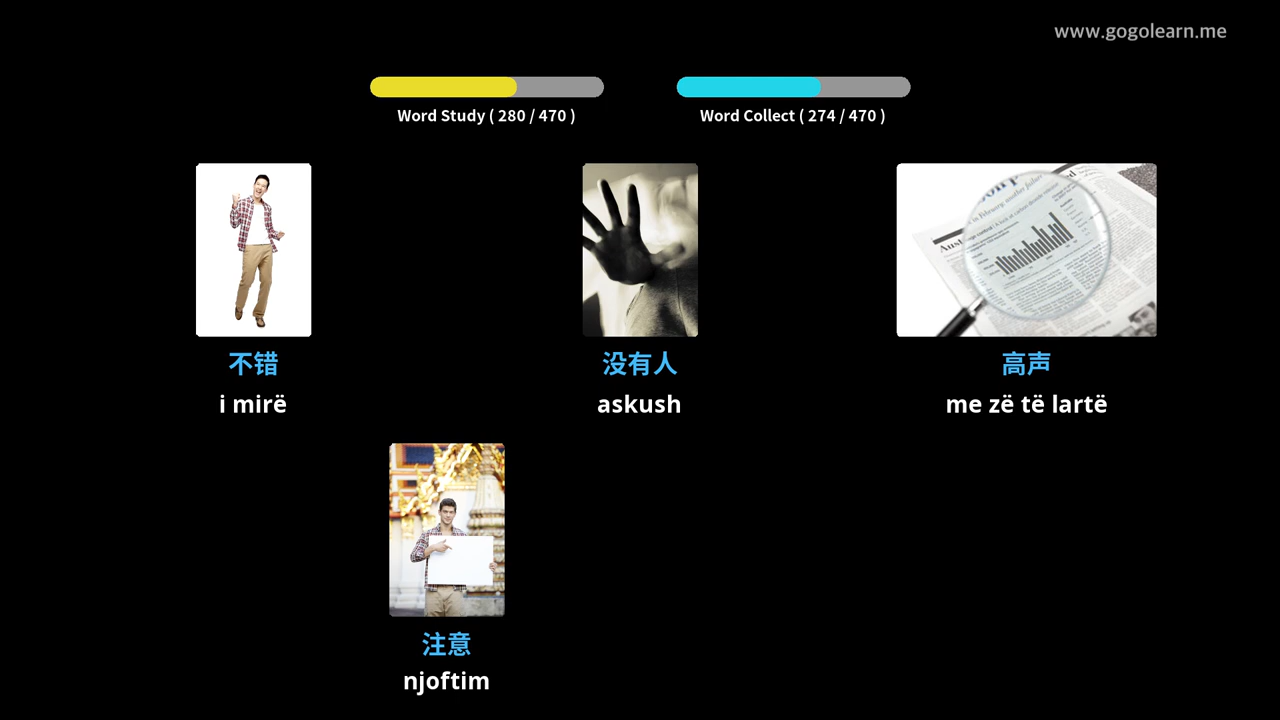 www.gogolearn.me
Word Study ( 280 / 470 )
Word Collect ( 274 / 470 )
不错
i mirë
没有人
askush
高声
me zë të lartë
注意
njoftim